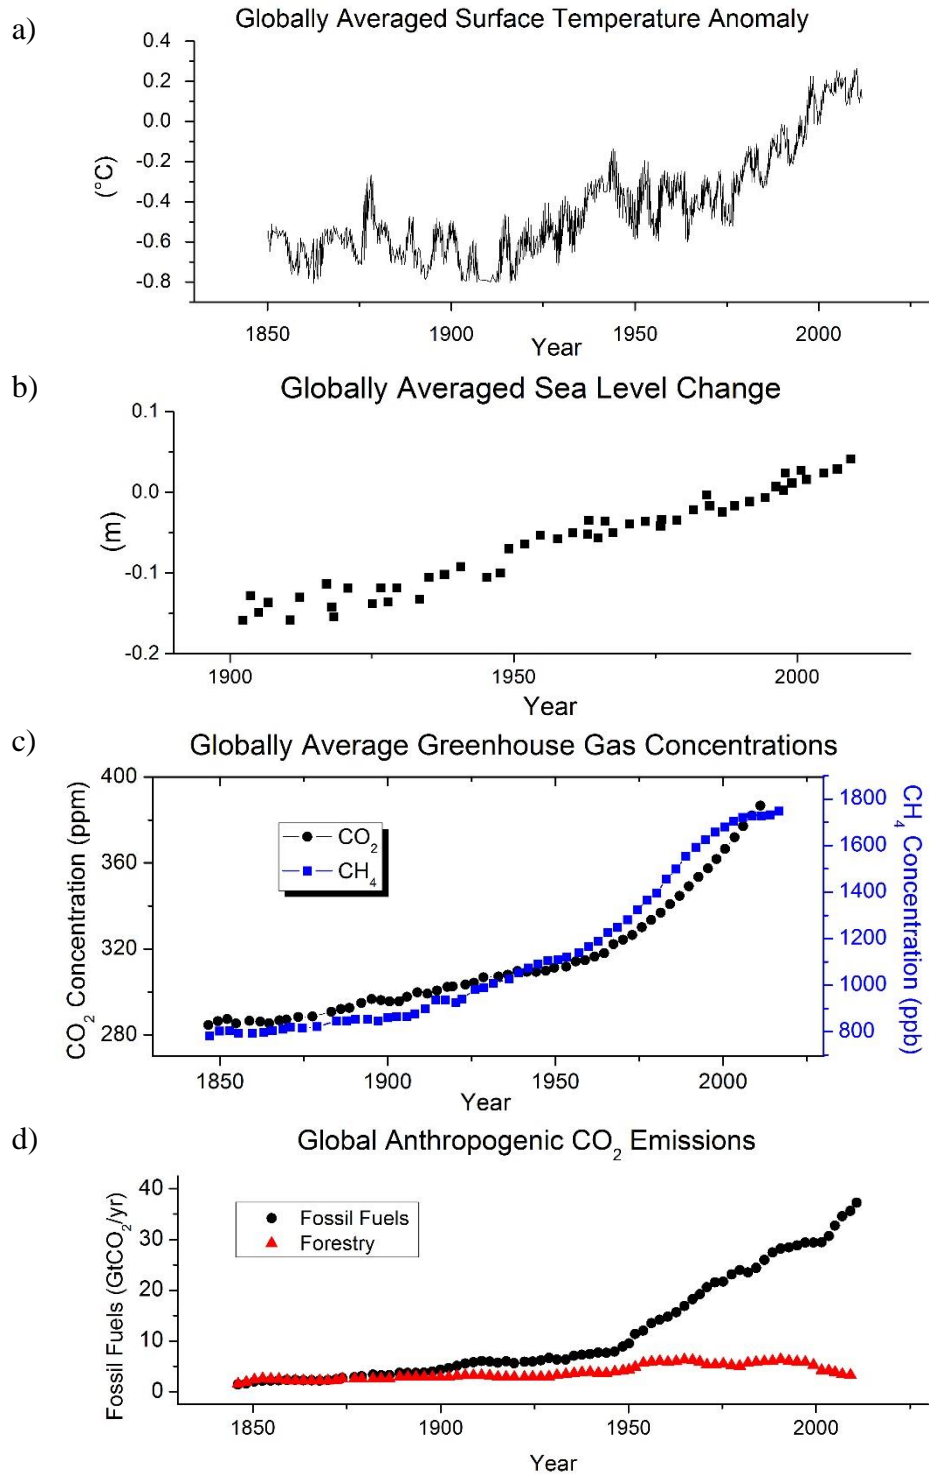 a)
Globally Averaged Surface Temperature Anomaly
(°C)
0.4
0.2
0.0
-0.2
-0.4
-0.6
-0.8
1850 1900 1950 2000
Year
b)
Globally Averaged Sea Level Change
(m)
0.1
0.0
-0.1
-0.2
1900 1950 2000
Year
c)
Globally Average Greenhouse Gas Concentrations
CO₂ Concentration (ppm)
400
360
320
280
CO₂
CH₄
1800
1600
1400
1200
1000
800
CH₄ Concentration (ppb)
1850 1900 1950 2000
Year
d)
Global Anthropogenic CO₂ Emissions
Fossil Fuels (GtCO₂/yr)
40
30
20
10
0
Fossil Fuels
Forestry
1850 1900 1950 2000
Year